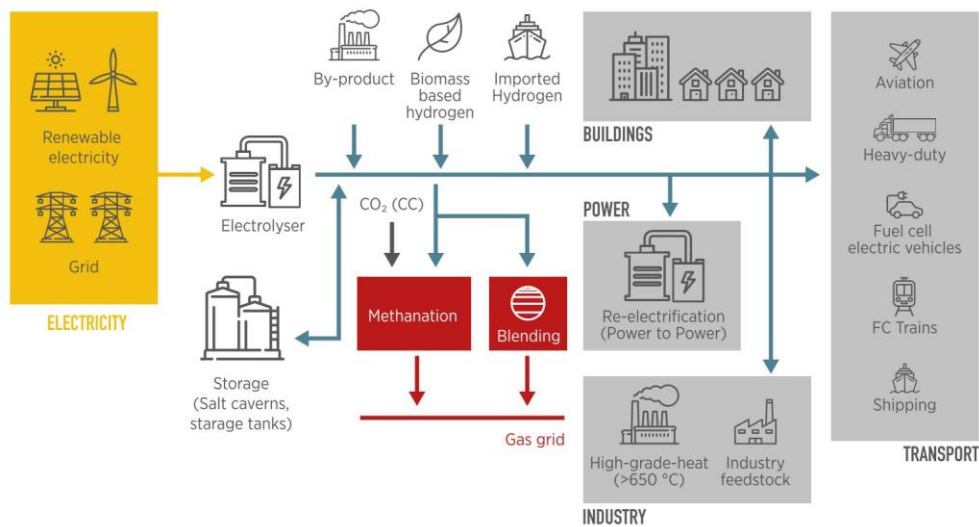 By-product
Biomass
based
hydrogen
Imported
Hydrogen
Renewable
electricity
Grid
ELECTRICITY
Electrolyser
Storage
(Salt caverns,
starage tanks)
CO₂ (CC)
Methanation
Blending
Gas grid
BUILDINGS
POWER
Re-electrification
(Power to Power)
High-grade-heat
(>650 °C)
Industry
feedstock
INDUSTRY
Aviation
Heavy-duty
Fuel cell
electric vehicles
FC Trains
Shipping
TRANSPORT